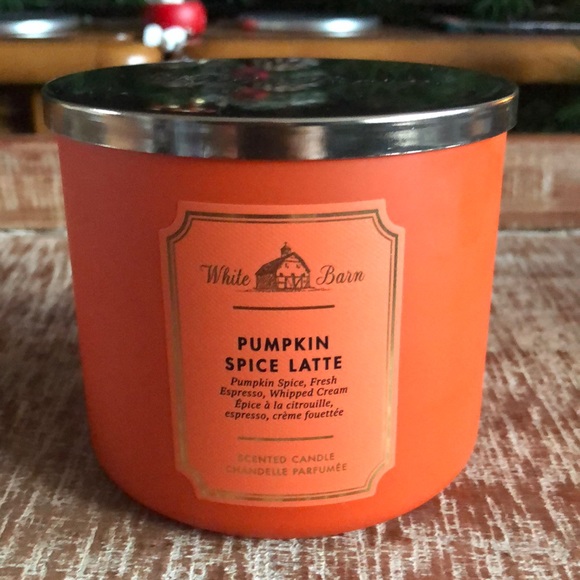 White Barn
PUMPKIN
SPICE LATTE
Pumpkin Spice, Fresh
Espresso, Whipped Cream
Épice à la citrouille,
espresso, crème fouettée
SCENTED CANDLE
CHANDELLE PARFUMÉE